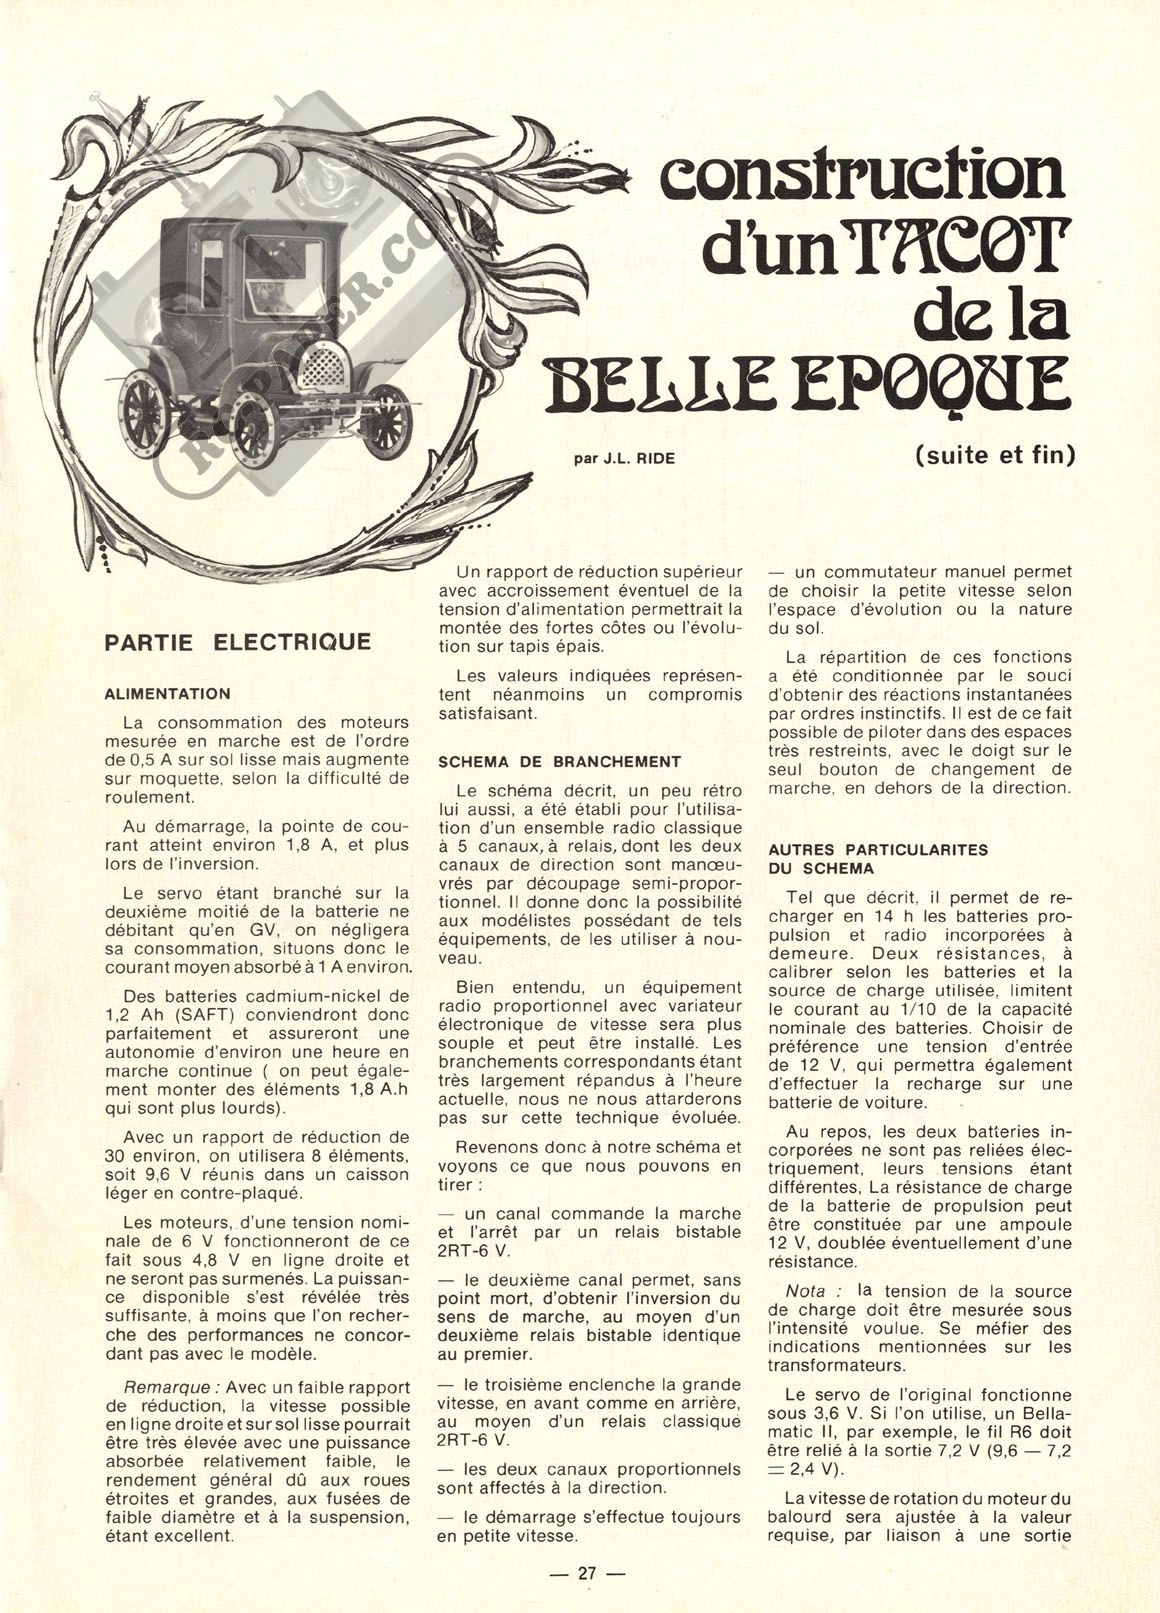 construction
d'un TACOT
de la
BELLE EPOQUE
par J.L. RIDE
(suite et fin)
RCSPAPER.COM
PARTIE ELECTRIQUE
ALIMENTATION
La consommation des moteurs
mesurée en marche est de l'ordre
de 0,5 A sur sol lisse mais augmente
sur moquette, selon la difficulté de
roulement.
Au démarrage, la pointe de cou-
rant atteint environ 1,8 A, et plus
lors de l'inversion.
Le servo étant branché sur la
deuxième moitié de la batterie ne
débitant qu'en GV, on négligera
sa consommation, situons donc le
courant moyen absorbé à 1 A environ.
Des batteries cadmium-nickel de
1,2 Ah (SAFT) conviendront donc
parfaitement et assureront une
autonomie d'environ une heure en
marche continue ( on peut égale-
ment monter des éléments 1,8 A.h
qui sont plus lourds).
Avec un rapport de réduction de
30 environ, on utilisera 8 éléments,
soit 9,6 V réunis dans un caisson
léger en contre-plaqué.
Les moteurs, d'une tension nomi-
nale de 6 V fonctionneront de ce
fait sous 4,8 V en ligne droite et
ne seront pas surmenés. La puissan-
ce disponible s'est révélée très
suffisante, à moins que l'on recher-
che des performances ne concor-
dant pas avec le modèle.
Remarque : Avec un faible rapport
de réduction, la vitesse possible
en ligne droite et sur sol lisse pourrait
être très élevée avec une puissance
absorbée relativement faible, le
rendement général dû aux roues
étroites et grandes, aux fusées de
faible diamètre et à la suspension,
étant excellent.
Un rapport de réduction supérieur
avec accroissement éventuel de la
tension d'alimentation permettrait la
montée des fortes côtes ou l'évolu-
tion sur tapis épais.
Les valeurs indiquées représen-
tent néanmoins un compromis
satisfaisant.
SCHEMA DE BRANCHEMENT
Le schéma décrit, un peu rétro
lui aussi, a été établi pour l'utilisa-
tion d'un ensemble radio classique
à 5 canaux, à relais, dont les deux
canaux de direction sont manœu-
vrés par découpage semi-propor-
tionnel. Il donne donc la possibilité
aux modélistes possédant de tels
équipements, de les utiliser à nou-
veau.
Bien entendu, un équipement
radio proportionnel avec variateur
électronique de vitesse sera plus
souple et peut être installé. Les
branchements correspondants étant
très largement répandus à l'heure
actuelle, nous ne nous attarderons
pas sur cette technique évoluée.
Revenons donc à notre schéma et
voyons ce que nous pouvons en
tirer :
— un canal commande la marche
et l'arrêt par un relais bistable
2RT-6 V.
— le deuxième canal permet, sans
point mort, d'obtenir l'inversion du
sens de marche, au moyen d'un
deuxième relais bistable identique
au premier.
— le troisième enclenche la grande
vitesse, en avant comme en arrière,
au moyen d'un relais classique
2RT-6 V.
— les deux canaux proportionnels
sont affectés à la direction.
— le démarrage s'effectue toujours
en petite vitesse.
— un commutateur manuel permet
de choisir la petite vitesse selon
l'espace d'évolution ou la nature
du sol.
La répartition de ces fonctions
a été conditionnée par le souci
d'obtenir des réactions instantanées
par ordres instinctifs. Il est de ce fait
possible de piloter dans des espaces
très restreints, avec le doigt sur le
seul bouton de changement de
marche, en dehors de la direction.
AUTRES PARTICULARITES
DU SCHEMA
Tel que décrit, il permet de re-
charger en 14 h les batteries pro-
pulsion et radio incorporées à
demeure. Deux résistances, à
calibrer selon les batteries et la
source de charge utilisée, limitent
le courant au 1/10 de la capacité
nominale des batteries. Choisir de
préférence une tension d'entrée
de 12 V, qui permettra également
d'effectuer la recharge sur une
batterie de voiture.
Au repos, les deux batteries in-
corporées ne sont pas reliées élec-
triquement, leurs tensions étant
différentes, La résistance de charge
de la batterie de propulsion peut
être constituée par une ampoule
12 V, doublée éventuellement d'une
résistance.
Nota : la tension de la source
de charge doit être mesurée sous
l'intensité voulue. Se méfier des
indications mentionnées sur les
transformateurs.
Le servo de l'original fonctionne
sous 3,6 V. Si l'on utilise, un Bella-
matic II, par exemple, le fil R6 doit
être relié à la sortie 7,2 V (9,6 — 7,2
= 2,4 V).
La vitesse de rotation du moteur du
balourd sera ajustée à la valeur
requise, par liaison à une sortie
— 27 —